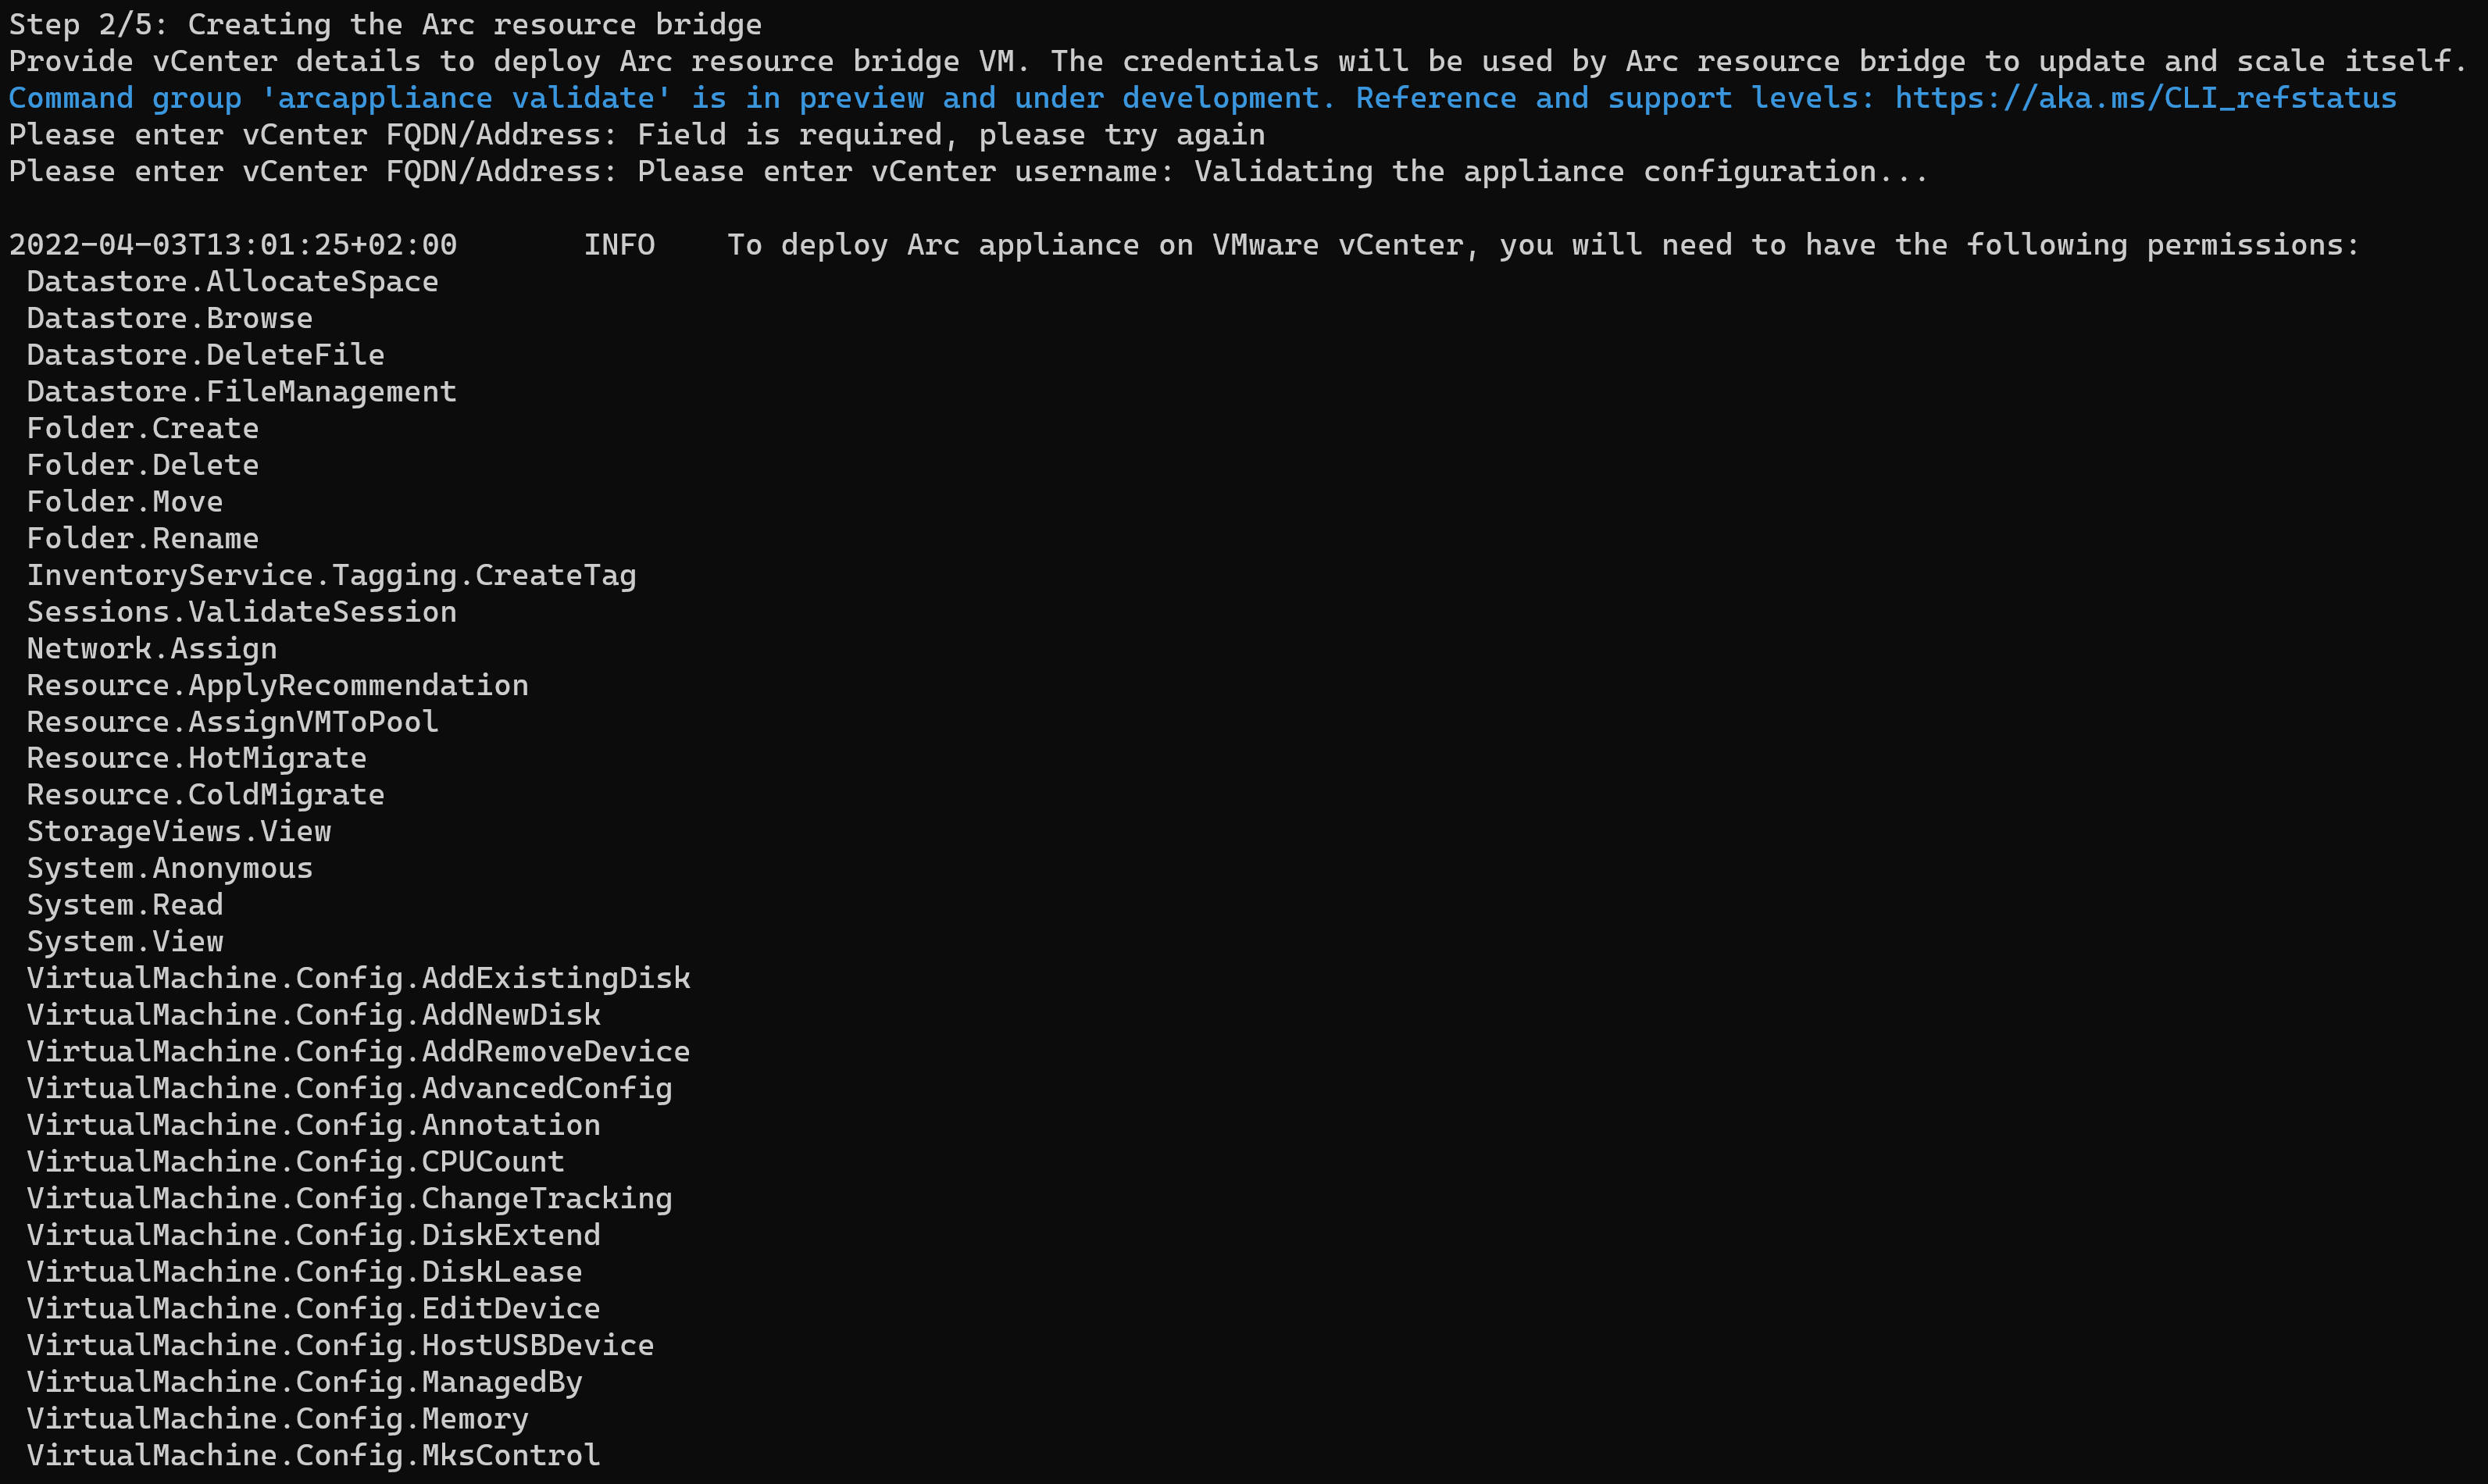 Step 2/5: Creating the Arc resource bridge
Provide vCenter details to deploy Arc resource bridge VM. The credentials will be used by Arc resource bridge to update and scale itself.
Command group 'arcappliance validate' is in preview and under development. Reference and support levels: https://aka.ms/CLI_refstatus
Please enter vCenter FQDN/Address: Field is required, please try again
Please enter vCenter FQDN/Address: Please enter vCenter username: Validating the appliance configuration...
2022-04-03T13:01:25+02:00 INFO To deploy Arc appliance on VMware vCenter, you will need to have the following permissions:
Datastore.AllocateSpace
Datastore.Browse
Datastore.DeleteFile
Datastore.FileManagement
Folder.Create
Folder.Delete
Folder.Move
Folder.Rename
InventoryService.Tagging.CreateTag
Sessions.ValidateSession
Network.Assign
Resource.ApplyRecommendation
Resource.AssignVMToPool
Resource.HotMigrate
Resource.ColdMigrate
StorageViews.View
System.Anonymous
System.Read
System.View
VirtualMachine.Config.AddExistingDisk
VirtualMachine.Config.AddNewDisk
VirtualMachine.Config.AddRemoveDevice
VirtualMachine.Config.AdvancedConfig
VirtualMachine.Config.Annotation
VirtualMachine.Config.CPUCount
VirtualMachine.Config.ChangeTracking
VirtualMachine.Config.DiskExtend
VirtualMachine.Config.DiskLease
VirtualMachine.Config.EditDevice
VirtualMachine.Config.HostUSBDevice
VirtualMachine.Config.ManagedBy
VirtualMachine.Config.Memory
VirtualMachine.Config.MksControl